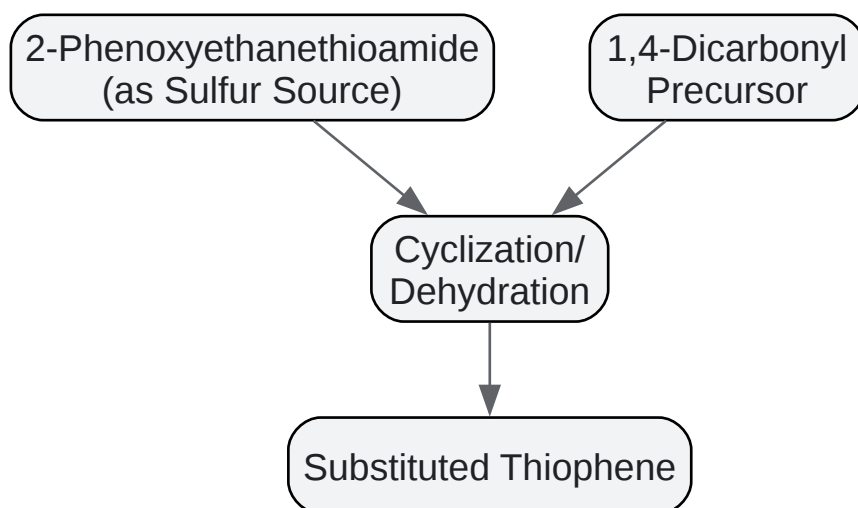 2-Phenoxyethanethioamide
(as Sulfur Source)
1,4-Dicarbonyl
Precursor
Cyclization/
Dehydration
Substituted Thiophene